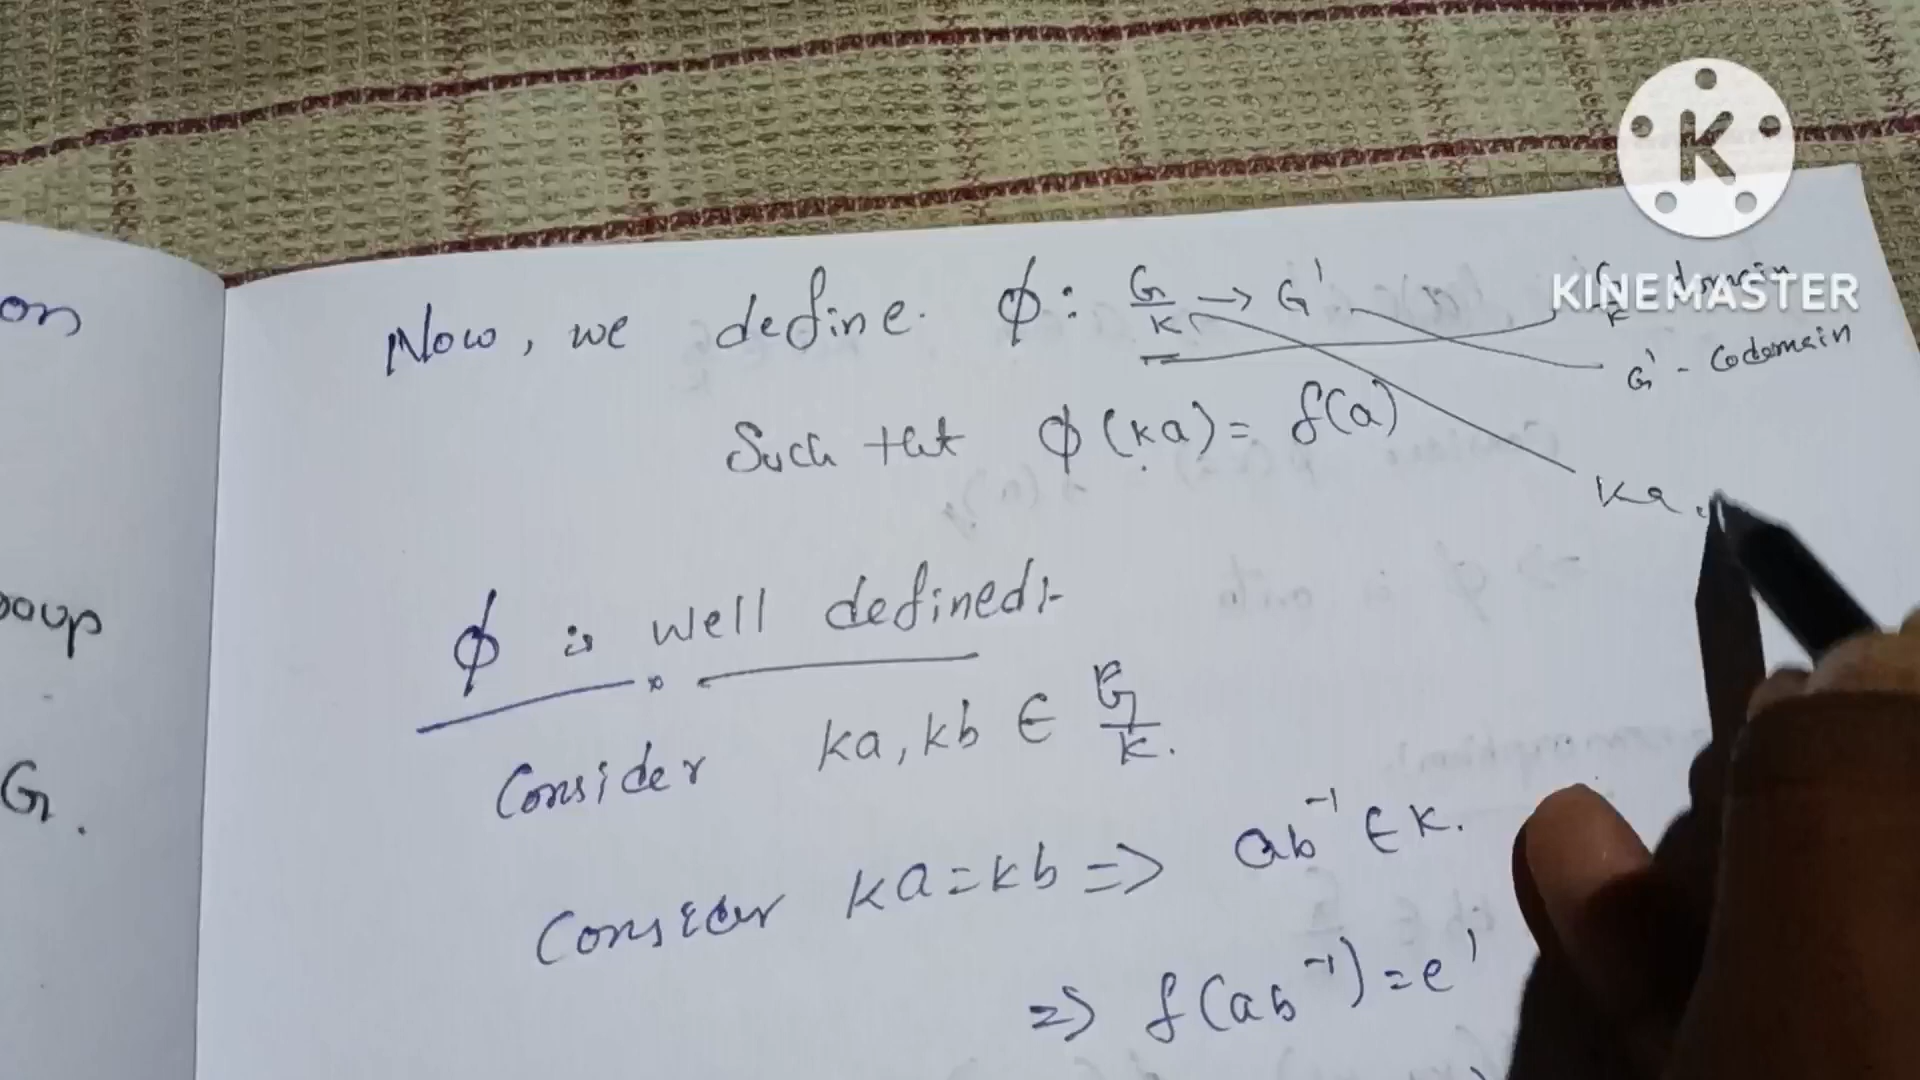 on
oup
G.
Now, we define. ϕ: G/K → G'
G/K domain
G' - Codomain
Such that ϕ(ka) = f(a)
Ka.
ϕ is well defined:-
Consider ka, kb ∈ G/K.
Consider ka = kb => ab⁻¹ ∈ K.
=> f(ab⁻¹) = e'
K
KINEMASTER